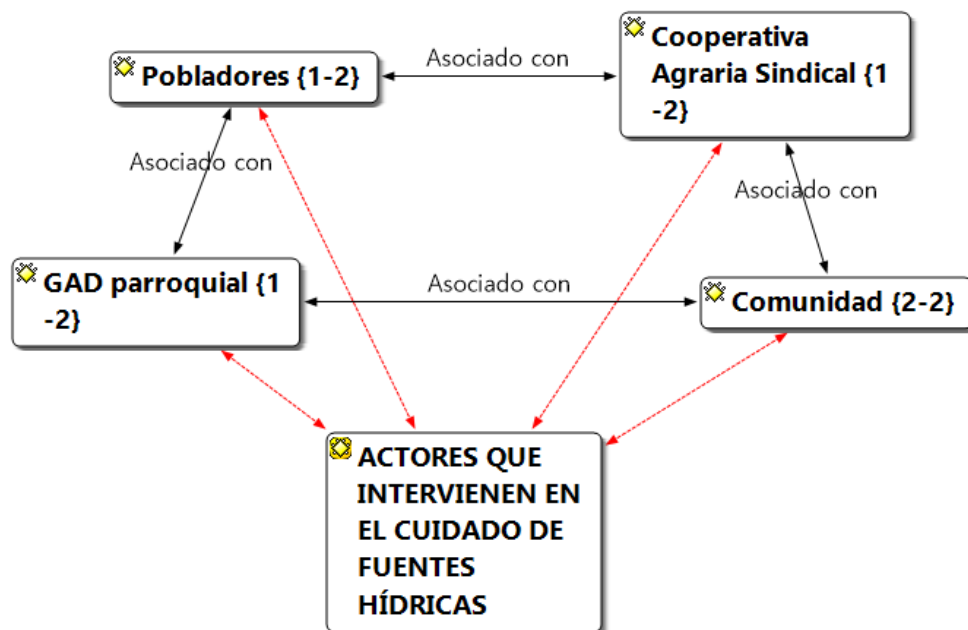 Pobladores {1-2}
Asociado con
Cooperativa
Agraria Sindical {1
-2}
Asociado con
Asociado con
GAD parroquial {1
-2}
Asociado con
Comunidad {2-2}
ACTORES QUE
INTERVIENEN EN
EL CUIDADO DE
FUENTES
HÍDRICAS